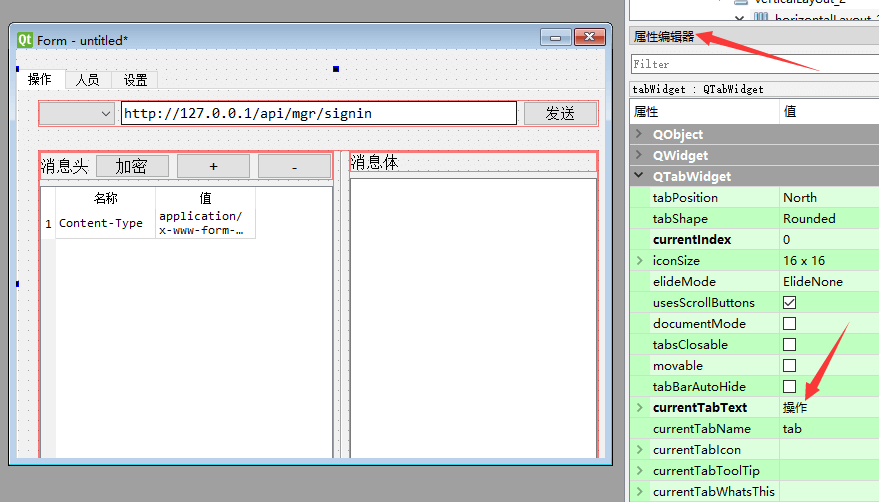 verticalLayout_2
horizontalLayout_2
Qt Form - untitled*
操作 人员 设置
http://127.0.0.1/api/mgr/signin 发送
消息头 加密 + - 消息体
名称 值
1 Content-Type application/
x-www-form-…
属性编辑器
Filter
tabWidget : QTabWidget
属性 值
QObject
QWidget
QTabWidget
tabPosition North
tabShape Rounded
currentIndex 0
iconSize 16 x 16
elideMode ElideNone
usesScrollButtons
documentMode
tabsClosable
movable
tabBarAutoHide
currentTabText 操作
currentTabName tab
currentTabIcon
currentTabToolTip
currentTabWhatsThis